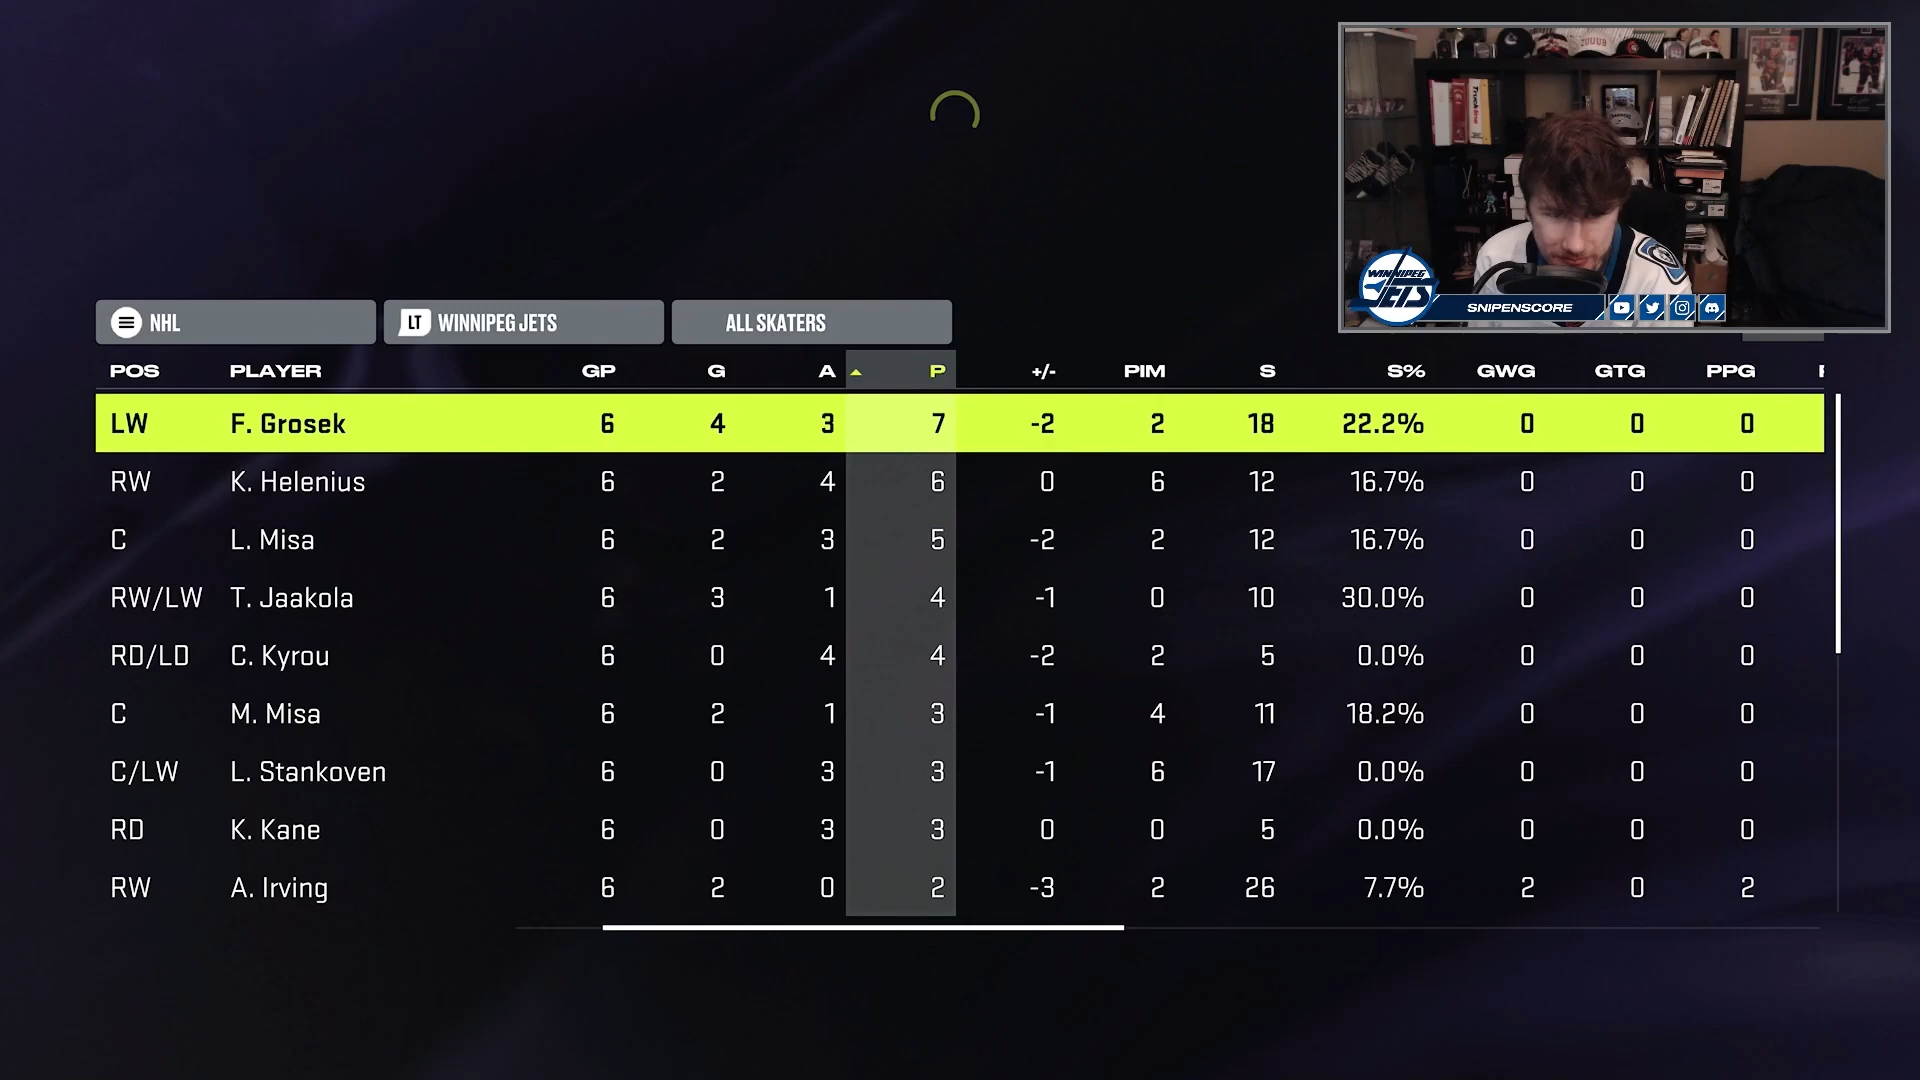 ZUUUB
Truckline
WINNIPEG
JETS
SNIPENSCORE
NHL
LT WINNIPEG JETS
ALL SKATERS
POS PLAYER GP G A P +/- PIM S S% GWG GTG PPG
LW F. Grosek 6 4 3 7 -2 2 18 22.2% 0 0 0
RW K. Helenius 6 2 4 6 0 6 12 16.7% 0 0 0
C L. Misa 6 2 3 5 -2 2 12 16.7% 0 0 0
RW/LW T. Jaakola 6 3 1 4 -1 0 10 30.0% 0 0 0
RD/LD C. Kyrou 6 0 4 4 -2 2 5 0.0% 0 0 0
C M. Misa 6 2 1 3 -1 4 11 18.2% 0 0 0
C/LW L. Stankoven 6 0 3 3 -1 6 17 0.0% 0 0 0
RD K. Kane 6 0 3 3 0 0 5 0.0% 0 0 0
RW A. Irving 6 2 0 2 -3 2 26 7.7% 2 0 2